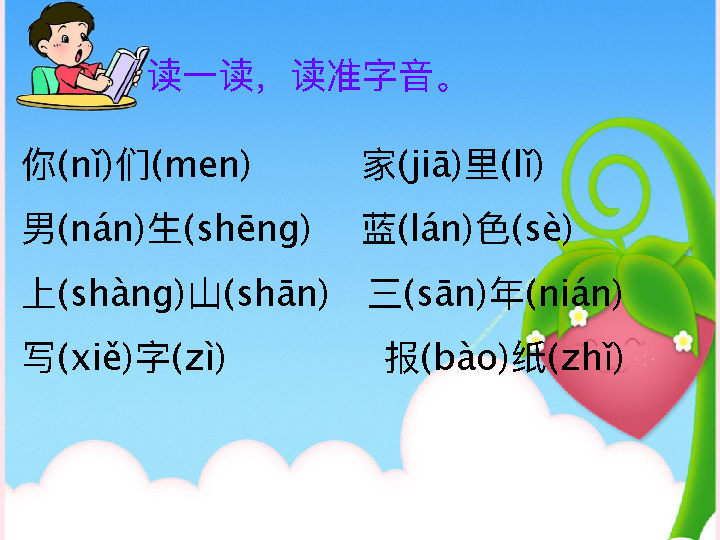 读一读，读准字音。
你(nǐ)们(men) 家(jiā)里(lǐ)
男(nán)生(shēng) 蓝(lán)色(sè)
上(shàng)山(shān) 三(sān)年(nián)
写(xiě)字(zì) 报(bào)纸(zhǐ)